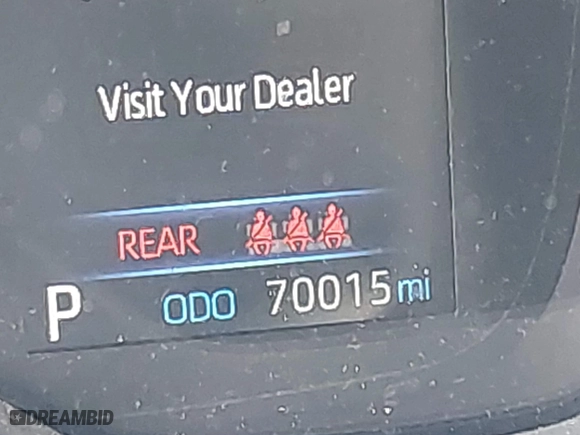 Visit Your Dealer
REAR
P ODO 70015 mi
DREAMBID